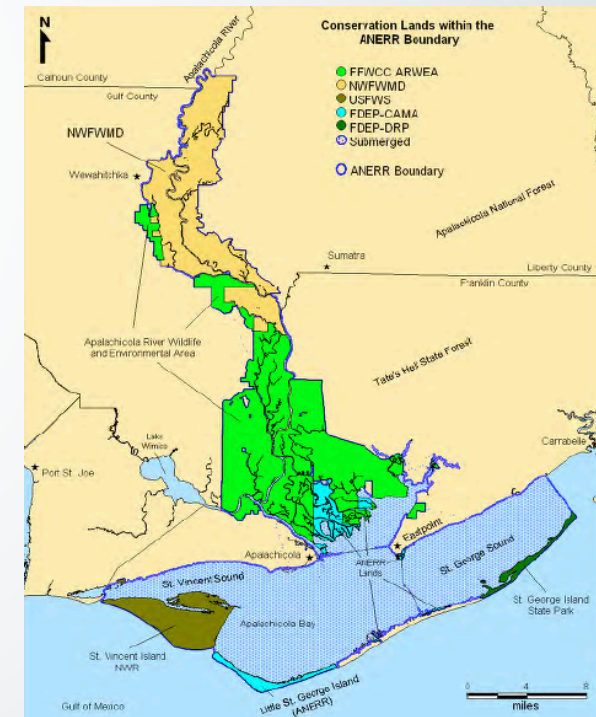 N
Apalachicola River
Conservation Lands within the
ANERR Boundary
FFWCC ARWEA
NWFWMD
USFWS
FDEP-CAMA
FDEP-DRP
Submerged
ANERR Boundary
Calhoun County
Gulf County
NWFWMD
Wewahitchka
Apalachicola National Forest
Sumatra
Liberty County
Franklin County
Apalachicola River Wildlife
and Environmental Area
Tate's Hell State Forest
Lake
Wimico
Carrabelle
Port St. Joe
Eastpoint
Apalachicola
ANERR
Lands
St. George Sound
St. Vincent Sound
St. George Island
State Park
Apalachicola Bay
St. Vincent Island
NWR
Little St. George Island
(ANERR)
Gulf of Mexico
0 4 8
miles